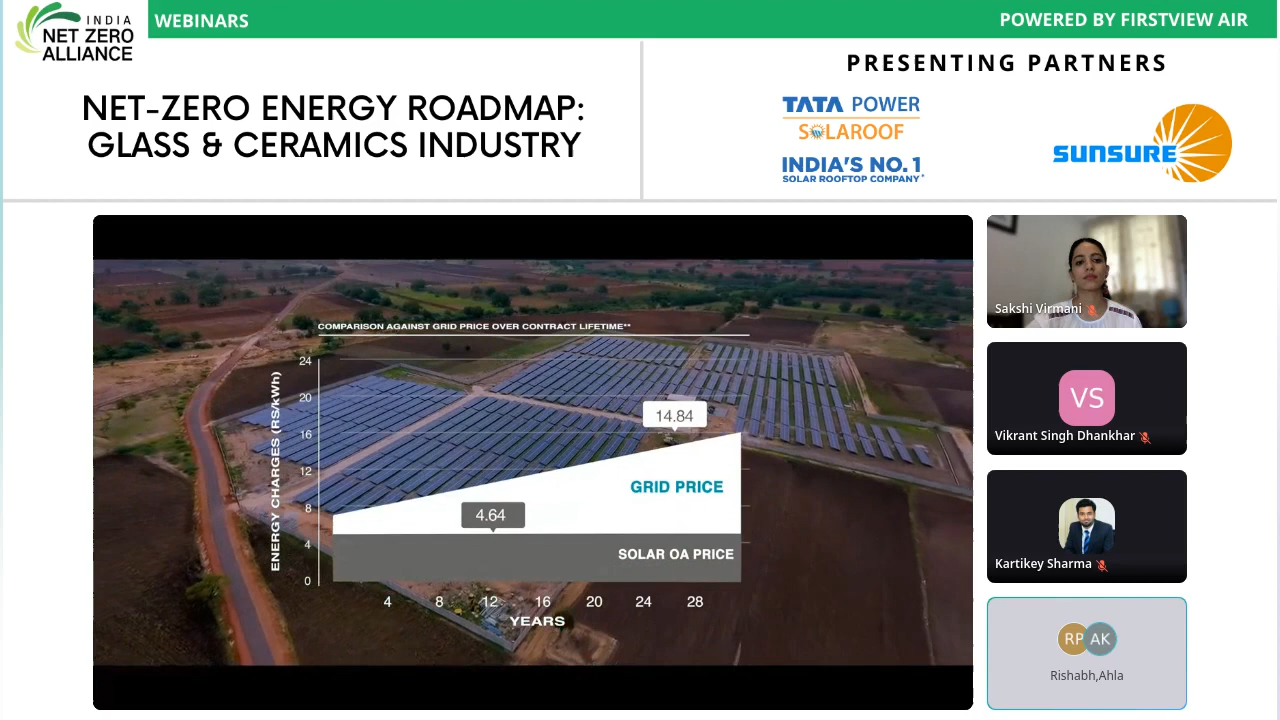 INDIA
NET ZERO
ALLIANCE
WEBINARS
POWERED BY FIRSTVIEW AIR
NET-ZERO ENERGY ROADMAP:
GLASS & CERAMICS INDUSTRY
PRESENTING PARTNERS
TATA POWER
SOLAROOF
INDIA'S NO. 1
SOLAR ROOFTOP COMPANY*
SUNSURE
COMPARISON AGAINST GRID PRICE OVER CONTRACT LIFETIME**
ENERGY CHARGES (RS/kWh)
24
20
16
12
8
4
0
14.84
GRID PRICE
4.64
SOLAR OA PRICE
4 8 12 16 20 24 28
YEARS
Sakshi Virmani
VS
Vikrant Singh Dhankhar
Kartikey Sharma
RP AK
Rishabh,Ahla